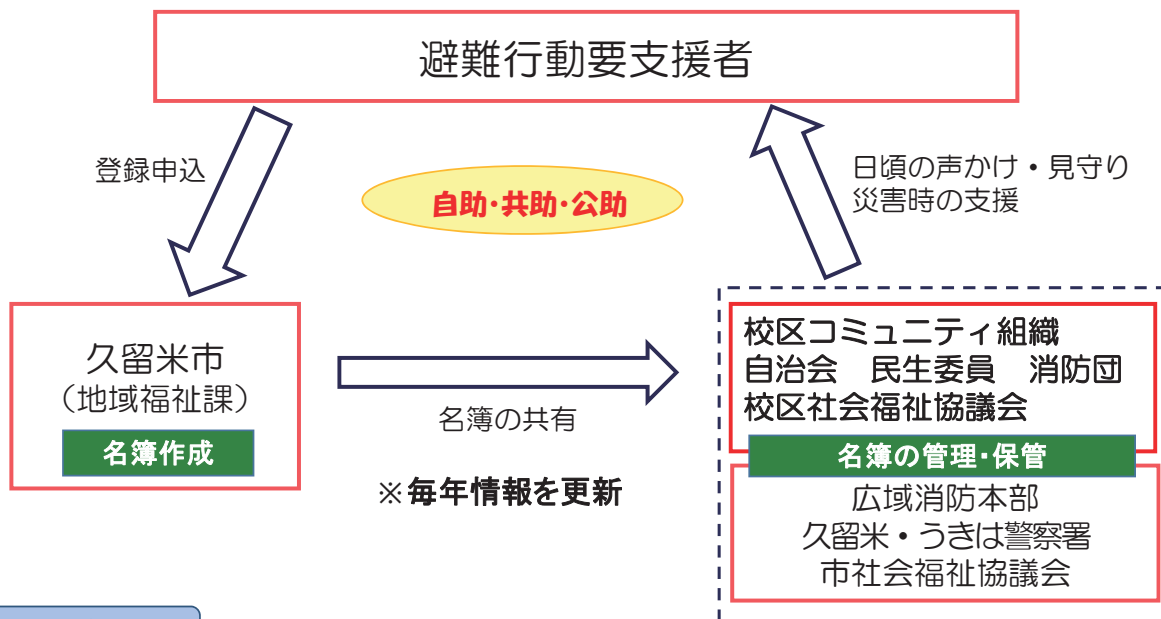 避難行動要支援者
登録申込
自助・共助・公助
日頃の声かけ・見守り
災害時の支援
久留米市
（地域福祉課）
名簿作成
名簿の共有
※毎年情報を更新
校区コミュニティ組織
自治会　民生委員　消防団
校区社会福祉協議会
名簿の管理・保管
広域消防本部
久留米・うきは警察署
市社会福祉協議会